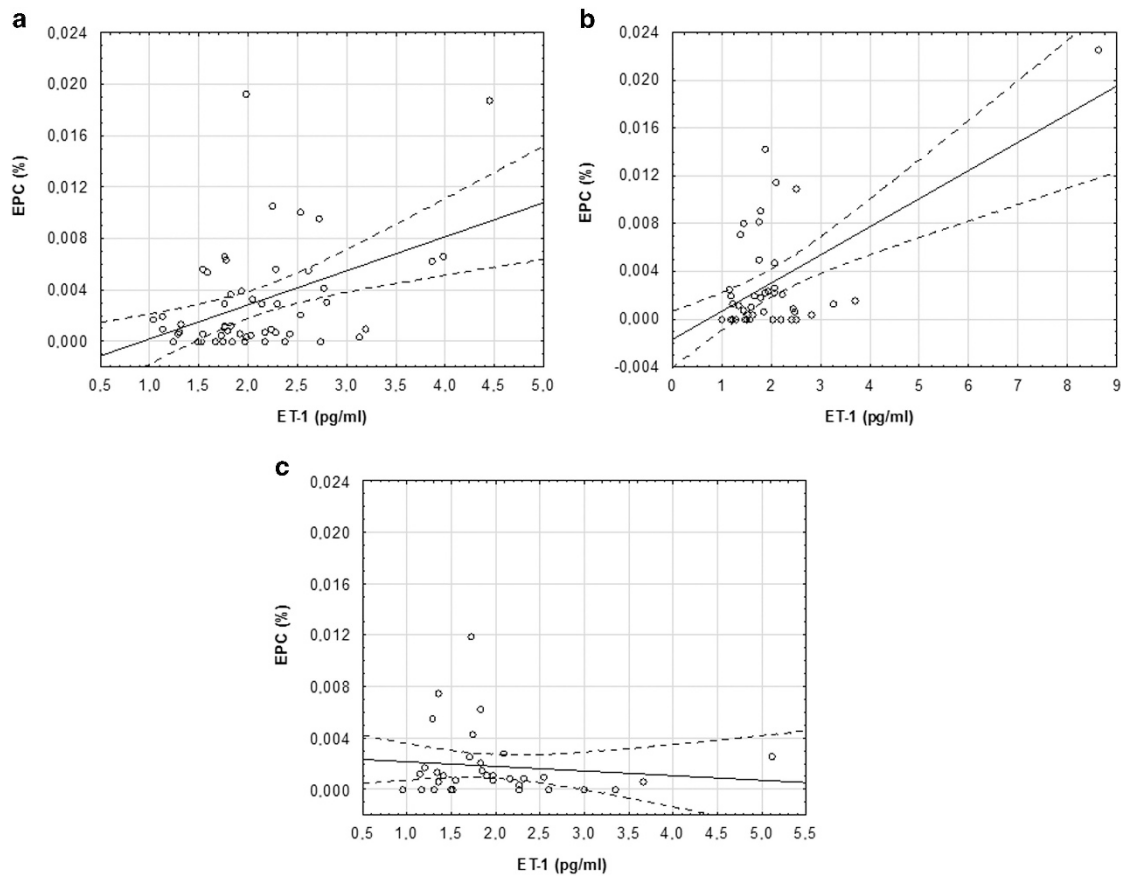 a
0,024
0,020
0,016
0,012
0,008
0,004
0,000
EPC (%)
0,5 1,0 1,5 2,0 2,5 3,0 3,5 4,0 4,5 5,0
ET-1 (pg/ml)
b
0,024
0,020
0,016
0,012
0,008
0,004
0,000
-0,004
EPC (%)
0 1 2 3 4 5 6 7 8 9
ET-1 (pg/ml)
c
0,024
0,020
0,016
0,012
0,008
0,004
0,000
EPC (%)
0,5 1,0 1,5 2,0 2,5 3,0 3,5 4,0 4,5 5,0 5,5
ET-1 (pg/ml)